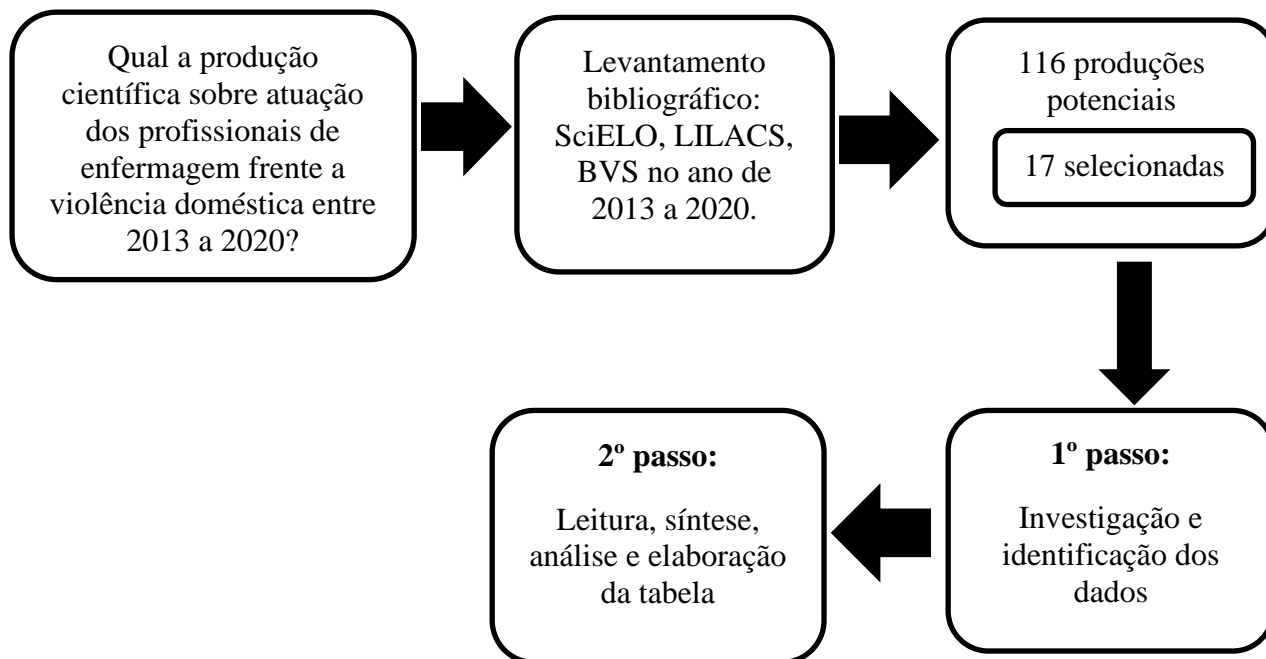 Qual a produção
científica sobre atuação
dos profissionais de
enfermagem frente a
violência doméstica entre
2013 a 2020?
Levantamento
bibliográfico:
SciELO, LILACS,
BVS no ano de
2013 a 2020.
116 produções
potenciais
17 selecionadas
1º passo:
Investigação e
identificação dos
dados
2º passo:
Leitura, síntese,
análise e elaboração
da tabela